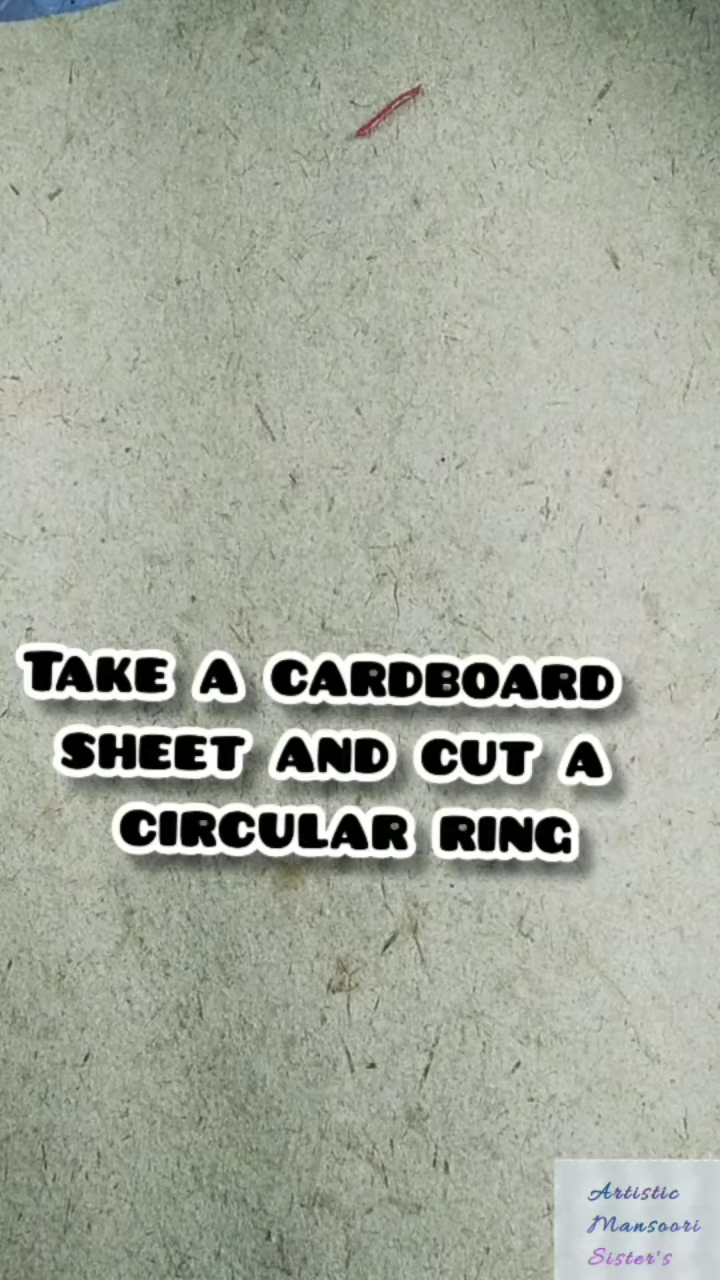 TAKE A CARDBOARD
SHEET AND CUT A
CIRCULAR RING
Artistic
Mansoori
Sister's